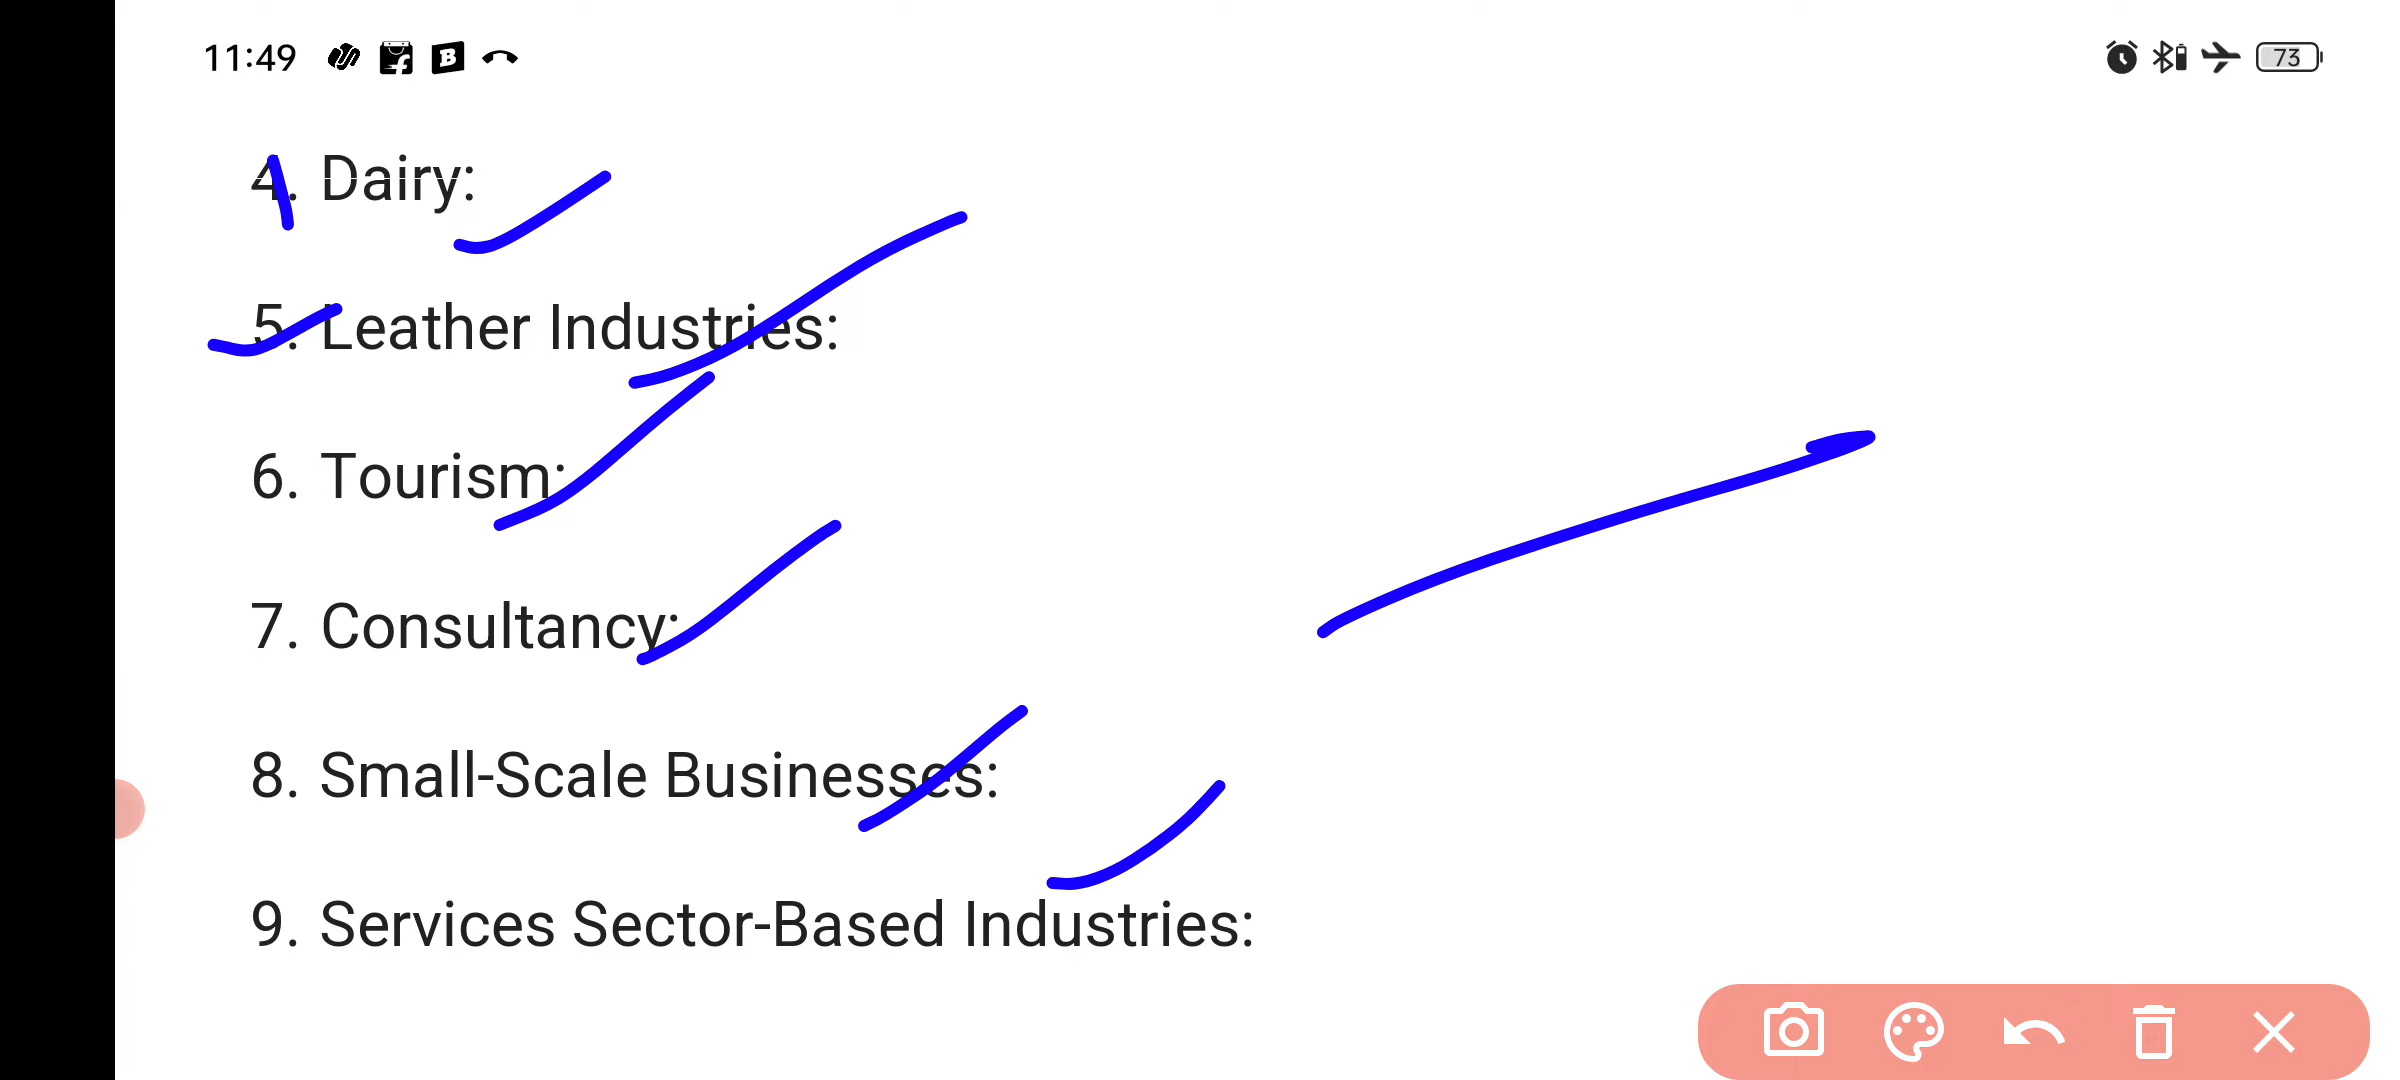 11:49 73
4. Dairy:
5. Leather Industries:
6. Tourism:
7. Consultancy:
8. Small-Scale Businesses:
9. Services Sector-Based Industries: